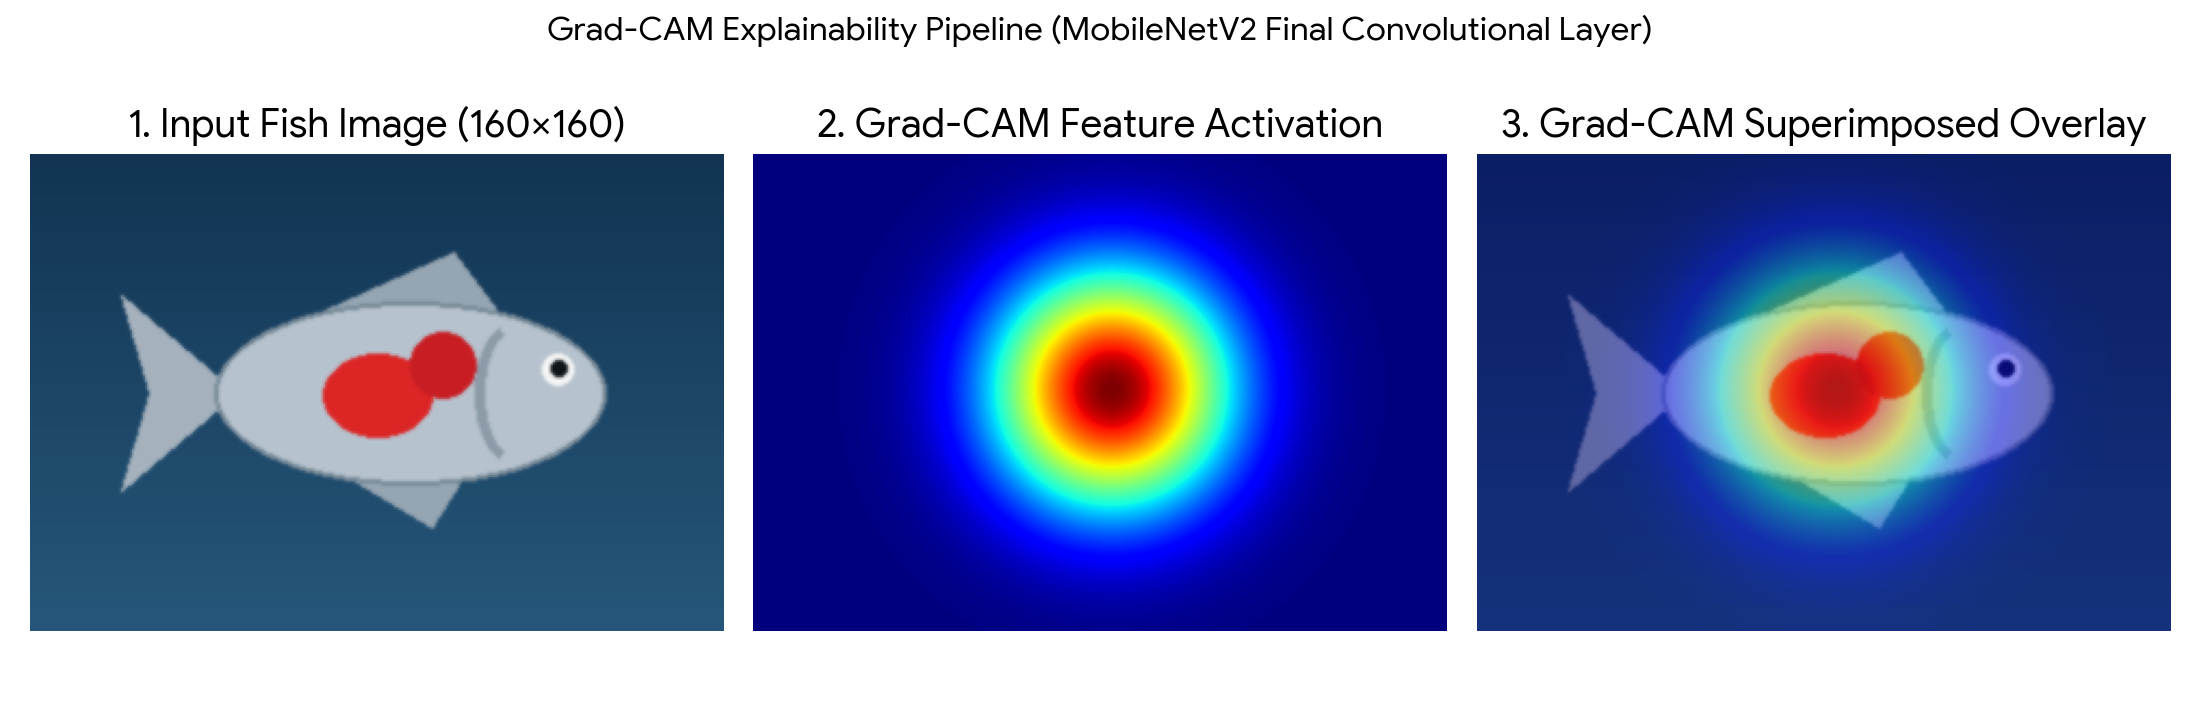 Grad-CAM Explainability Pipeline (MobileNetV2 Final Convolutional Layer)
1. Input Fish Image (160×160)
2. Grad-CAM Feature Activation
3. Grad-CAM Superimposed Overlay